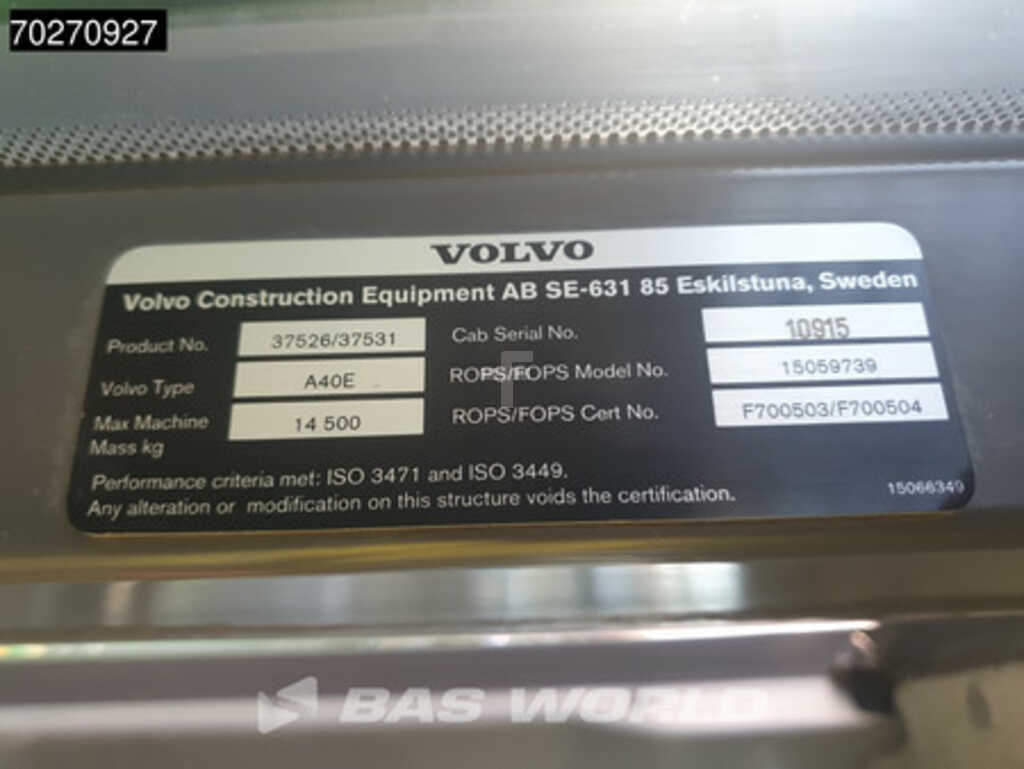 70270927
VOLVO
Volvo Construction Equipment AB SE-631 85 Eskilstuna, Sweden
Product No. 37526/37531 Cab Serial No. 10915
Volvo Type A40E ROPS/FOPS Model No. 15059739
Max Machine Mass kg 14 500 ROPS/FOPS Cert No. F700503/F700504
Performance criteria met: ISO 3471 and ISO 3449.
Any alteration or modification on this structure voids the certification.
15066349
BAS WORLD